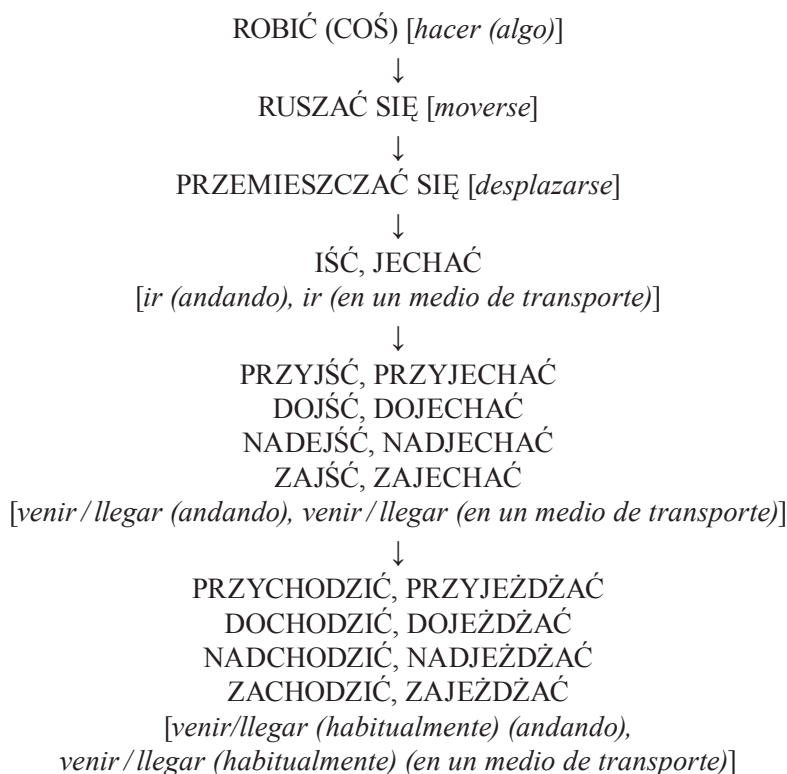 ROBIĆ (COŚ) [hacer (algo)]
↓
RUSZAĆ SIĘ [moverse]
↓
PRZEMIESZCZAĆ SIĘ [desplazarse]
↓
IŚĆ, JECHAĆ
[ir (andando), ir (en un medio de transporte)]
↓
PRZYJŚĆ, PRZYJECHAĆ
DOJŚĆ, DOJECHAĆ
NADEJŚĆ, NADJECHAĆ
ZAJŚĆ, ZAJECHAĆ
[venir / llegar (andando), venir / llegar (en un medio de transporte)]
↓
PRZYCHODZIĆ, PRZYJEŻDŻAĆ
DOCHODZIĆ, DOJEŻDŻAĆ
NADCHODZIĆ, NADJEŻDŻAĆ
ZACHODZIĆ, ZAJEŻDŻAĆ
[venir/llegar (habitualmente) (andando),
venir / llegar (habitualmente) (en un medio de transporte)]